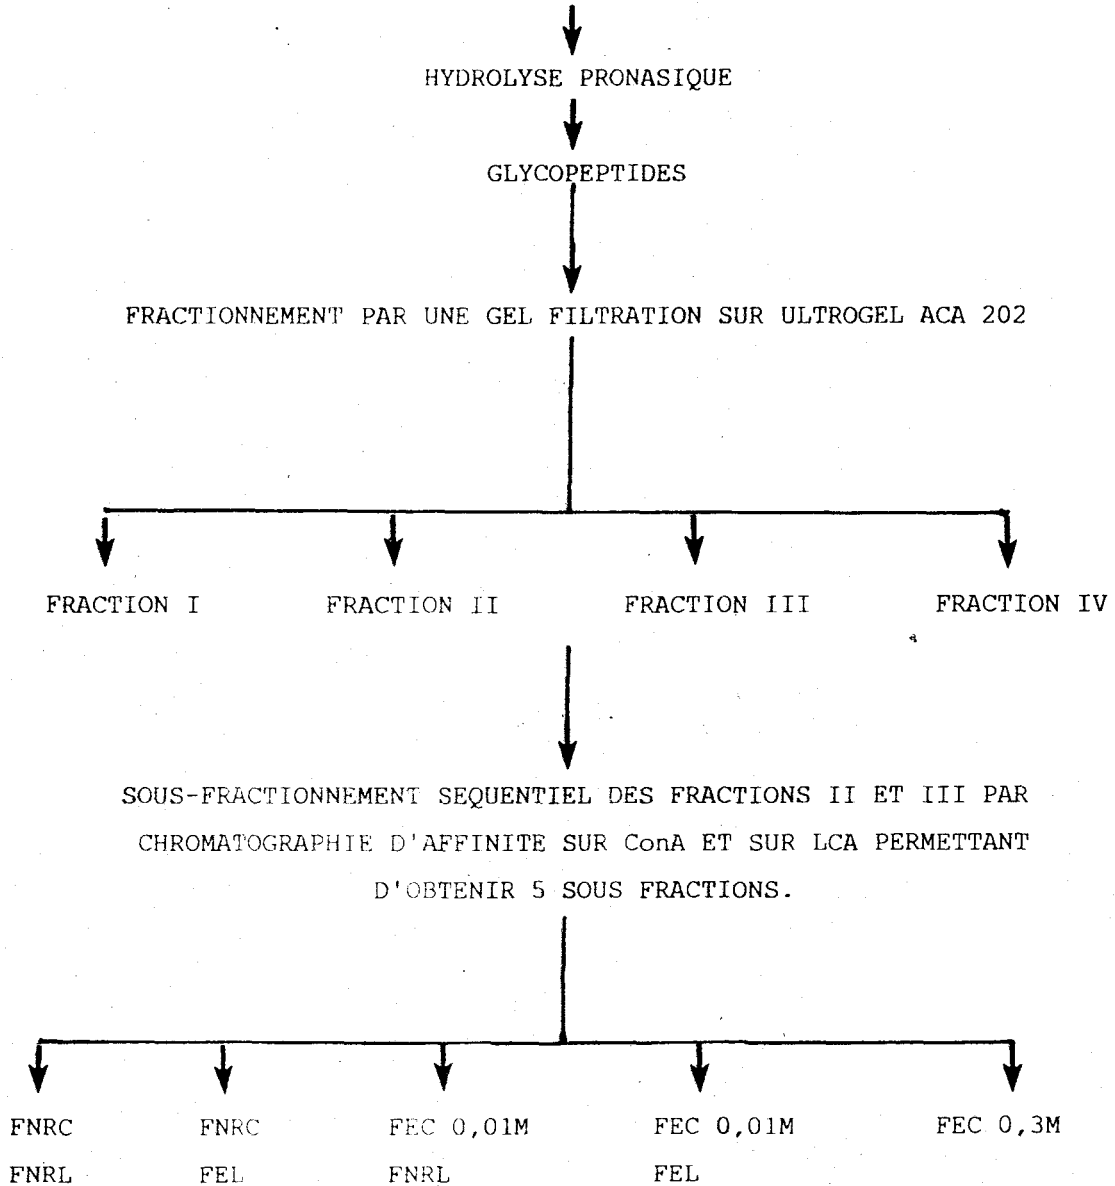 HYDROLYSE PRONASIQUE
GLYCOPEPTIDES
FRACTIONNEMENT PAR UNE GEL FILTRATION SUR ULTROGEL ACA 202
FRACTION I FRACTION II FRACTION III FRACTION IV
SOUS-FRACTIONNEMENT SEQUENTIEL DES FRACTIONS II ET III PAR
CHROMATOGRAPHIE D'AFFINITE SUR ConA ET SUR LCA PERMETTANT
D'OBTENIR 5 SOUS FRACTIONS.
FNRC FNRC FEC 0,01M FEC 0,01M FEC 0,3M
FNRL FEL FNRL FEL